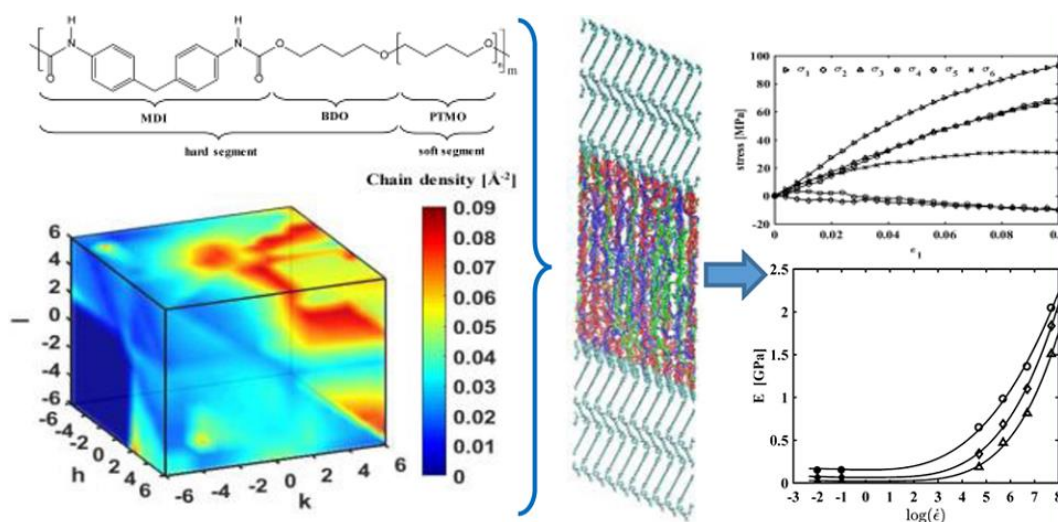 H
H
N
N
O
O
O
O
O
n
m
MDI
BDO
PTMO
hard segment
soft segment
Chain density [Å-2]
6
4
2
0
-2
-4
-6
l
-6
-4
-2
0
2
4
6
h
-6
-4
-2
0
2
4
6
k
0.09
0.08
0.07
0.06
0.05
0.04
0.03
0.02
0.01
0
100
80
60
40
20
0
-20
stress [MPa]
σ1 σ2 σ3 σ4 σ5 σ6
0 0.02 0.04 0.06 0.08 0.
e1
2.5
2
1.5
1
0.5
0
E [GPa]
-3 -2 -1 0 1 2 3 4 5 6 7 8
log(ė)